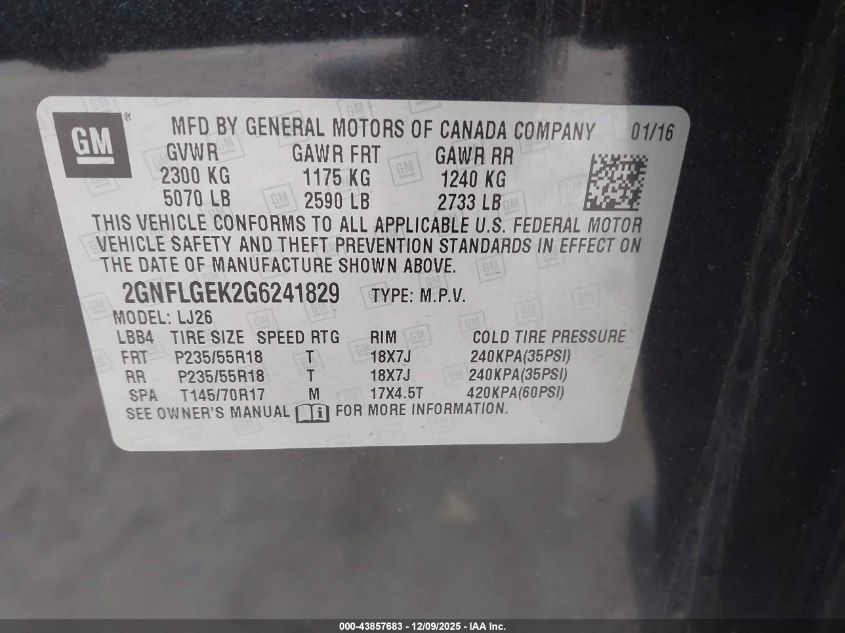 GM ®
MFD BY GENERAL MOTORS OF CANADA COMPANY 01/16
GVWR GAWR FRT GAWR RR
2300 KG 1175 KG 1240 KG
5070 LB 2590 LB 2733 LB
THIS VEHICLE CONFORMS TO ALL APPLICABLE U.S. FEDERAL MOTOR
VEHICLE SAFETY AND THEFT PREVENTION STANDARDS IN EFFECT ON
THE DATE OF MANUFACTURE SHOWN ABOVE.
2GNFLGEK2G6241829 TYPE: M.P.V.
MODEL: LJ26
LBB4 TIRE SIZE SPEED RTG RIM COLD TIRE PRESSURE
FRT P235/55R18 T 18X7J 240KPA(35PSI)
RR P235/55R18 T 18X7J 240KPA(35PSI)
SPA T145/70R17 M 17X4.5T 420KPA(60PSI)
SEE OWNER'S MANUAL i FOR MORE INFORMATION.
000-43857683 - 12/09/2025 - IAA Inc.